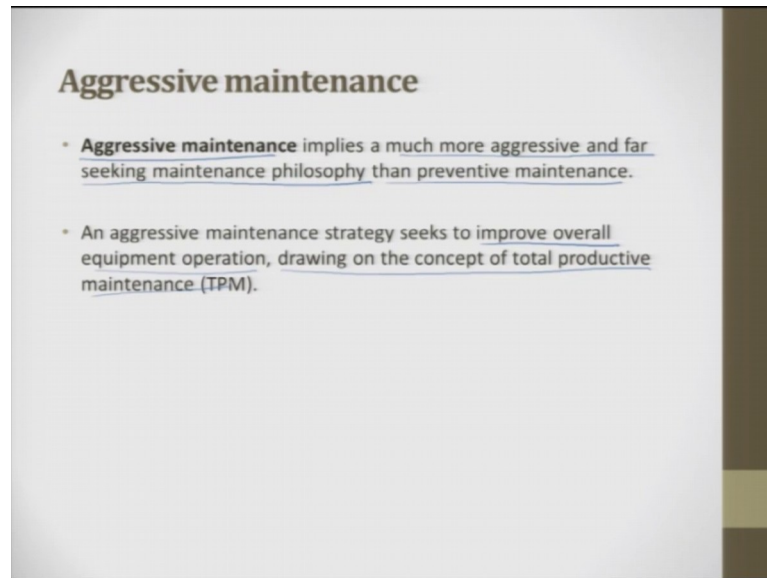 Aggressive maintenance
• Aggressive maintenance implies a much more aggressive and far
seeking maintenance philosophy than preventive maintenance.
• An aggressive maintenance strategy seeks to improve overall
equipment operation, drawing on the concept of total productive
maintenance (TPM).